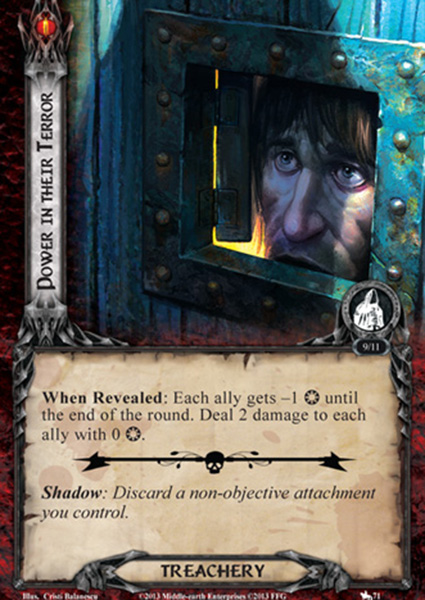 POWER IN THEIR TERROR
9/11
When Revealed: Each ally gets –1 until
the end of the round. Deal 2 damage to each
ally with 0 .
Shadow: Discard a non-objective attachment
you control.
TREACHERY
Illus. Cristi Balanescu ©2013 Middle-earth Enterprises ©2013 FFG 71